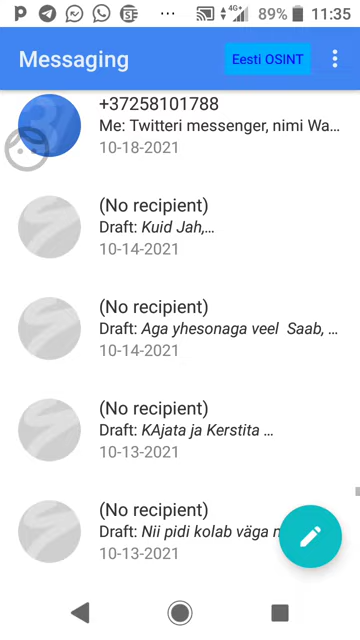 4G+ 89% 11:35
Messaging
Eesti OSINT
+37258101788
Me: Twitteri messenger, nimi Wa…
10-18-2021
(No recipient)
Draft: Kuid Jah,…
10-14-2021
(No recipient)
Draft: Aga yhesonaga veel Saab, …
10-14-2021
(No recipient)
Draft: KAjata ja Kerstita …
10-13-2021
(No recipient)
Draft: Nii pidi kolab väga
10-13-2021